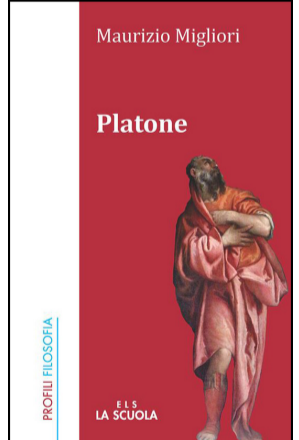 Maurizio Migliori
Platone
PROFILI FILOSOFIA
ELS
LA SCUOLA